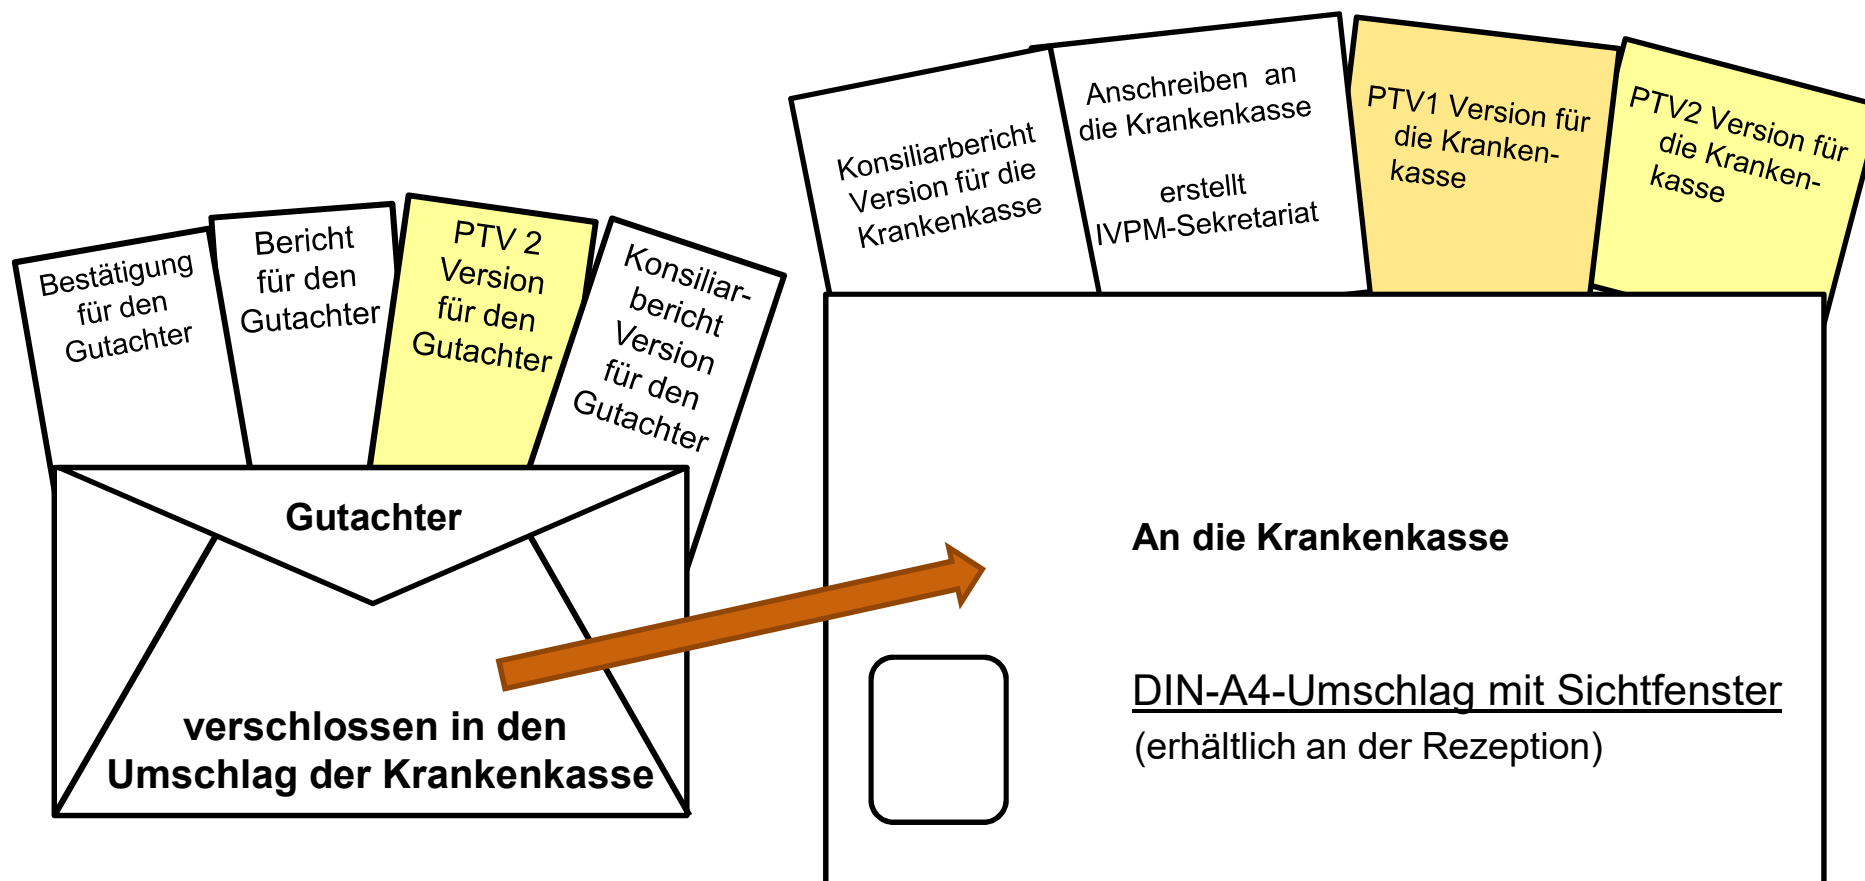 Bestätigung
für den
Gutachter
Bericht
für den
Gutachter
PTV 2
Version
für den
Gutachter
Konsiliar-
bericht
Version
für den
Gutachter
Gutachter
verschlossen in den
Umschlag der Krankenkasse
Konsiliarbericht
Version für die
Krankenkasse
Anschreiben an
die Krankenkasse
erstellt
IVPM-Sekretariat
PTV1 Version für
die Kranken-
kasse
PTV2 Version für
die Kranken-
kasse
An die Krankenkasse
DIN-A4-Umschlag mit Sichtfenster
(erhältlich an der Rezeption)